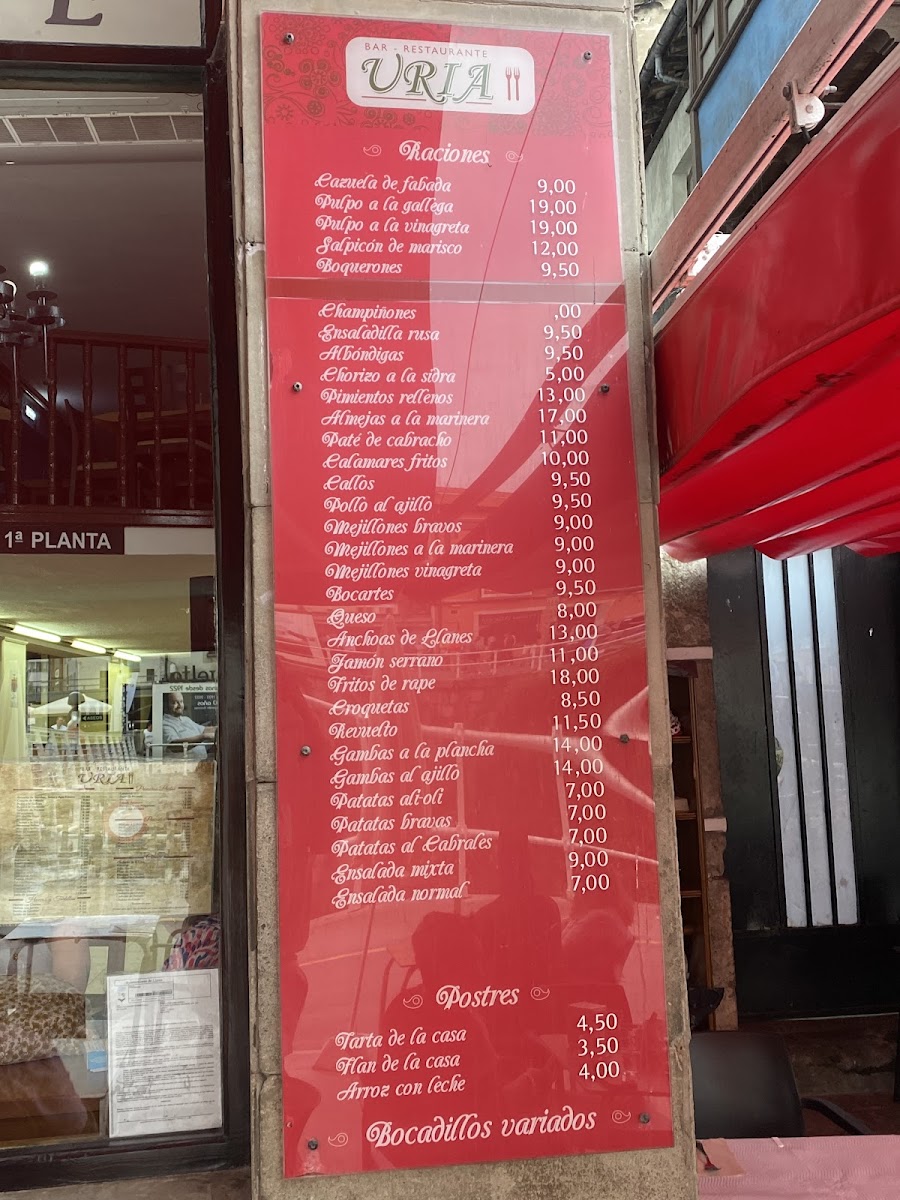 BAR - RESTAURANTE
URIA
Raciones
Cazuela de fabada 9,00
Pulpo a la gallega 19,00
Pulpo a la vinagreta 19,00
Salpicón de marisco 12,00
Boquerones 9,50
Champiñones ,00
Ensaladilla rusa 9,50
Albóndigas 9,50
Chorizo a la sidra 5,00
Pimientos rellenos 13,00
Almejas a la marinera 17,00
Paté de cabracho 11,00
Calamares fritos 10,00
Callos 9,50
Pollo al ajillo 9,50
Mejillones bravos 9,00
Mejillones a la marinera 9,00
Mejillones vinagreta 9,00
Bocartes 9,50
Queso 8,00
Anchoas de Llanes 13,00
Jamón serrano 11,00
Fritos de rape 18,00
Croquetas 8,50
Revuelto 11,50
Gambas a la plancha 14,00
Gambas al ajillo 14,00
Patatas ali-oli 7,00
Patatas bravas 7,00
Patatas al Cabrales 7,00
Ensalada mixta 9,00
Ensalada normal 7,00
Postres
Tarta de la casa 4,50
Flan de la casa 3,50
Arroz con leche 4,00
Bocadillos variados
1ª PLANTA
URIA